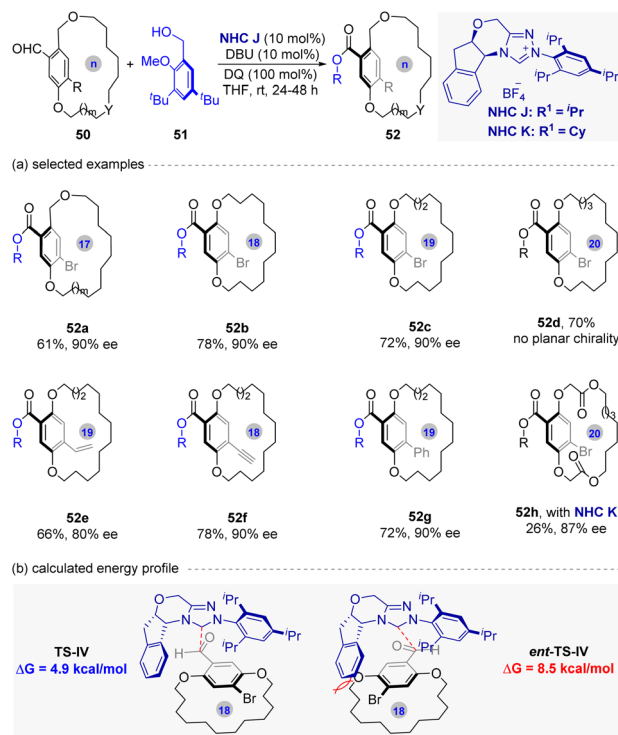 OHC
O
n
R
O
( )m
Y
50
+
HO
MeO
tBu
tBu
51
NHC J (10 mol%)
DBU (10 mol%)
DQ (100 mol%)
THF, rt, 24-48 h
O
O
R
O
n
R
O
( )m
Y
52
O
N
N
N
+
iPr
iPr
iPr
BF4
−
NHC J: R1 = iPr
NHC K: R1 = Cy
(a) selected examples
O
O
R
O
17
Br
O
( )m
52a
61%, 90% ee
O
O
R
O
18
Br
O
52b
78%, 90% ee
O
O
R
O
( )2
19
Br
O
52c
72%, 90% ee
O
O
R
O
( )3
20
Br
O
52d, 70%
no planar chirality
O
O
R
O
( )2
19
O
52e
66%, 80% ee
O
O
R
O
( )2
18
O
52f
78%, 90% ee
O
O
R
O
( )2
19
Ph
O
52g
72%, 90% ee
O
O
R
O
O
O
( )3
20
Br
O
O
O
52h, with NHC K
26%, 87% ee
(b) calculated energy profile
TS-IV
ΔG = 4.9 kcal/mol
O
N
N
N
iPr
iPr
iPr
H
O
O
O
Br
18
O
N
N
N
iPr
iPr
iPr
O
H
O
O
Br
18
ent-TS-IV
ΔG = 8.5 kcal/mol